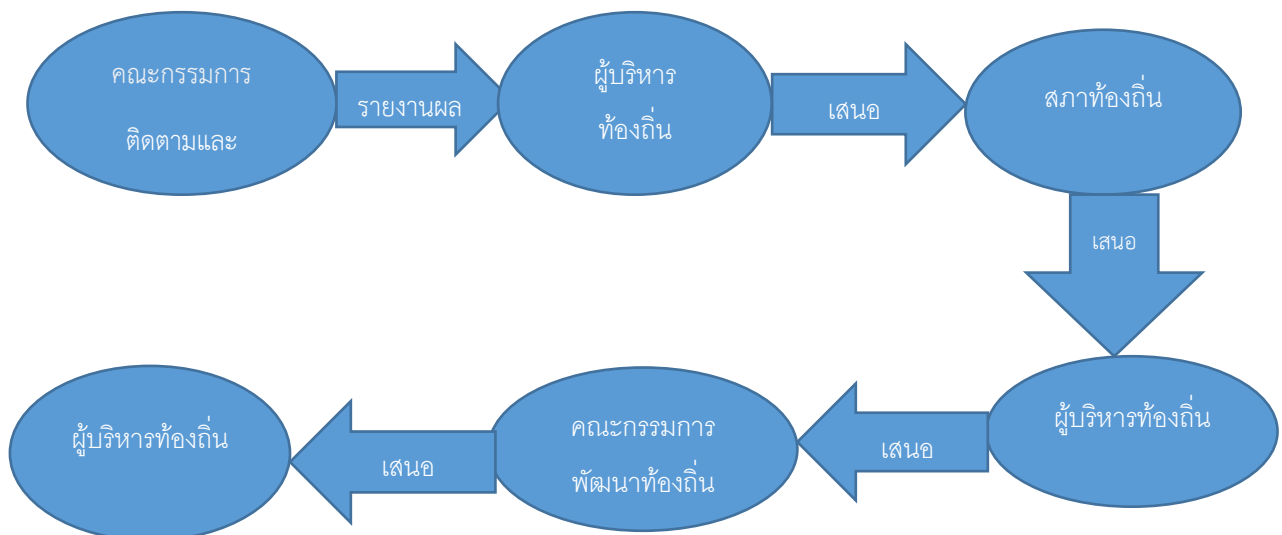 คณะกรรมการ
ติดตามและ
รายงานผล
ผู้บริหาร
ท้องถิ่น
เสนอ
สภาท้องถิ่น
เสนอ
ผู้บริหารท้องถิ่น
เสนอ
คณะกรรมการ
พัฒนาท้องถิ่น
เสนอ
ผู้บริหารท้องถิ่น